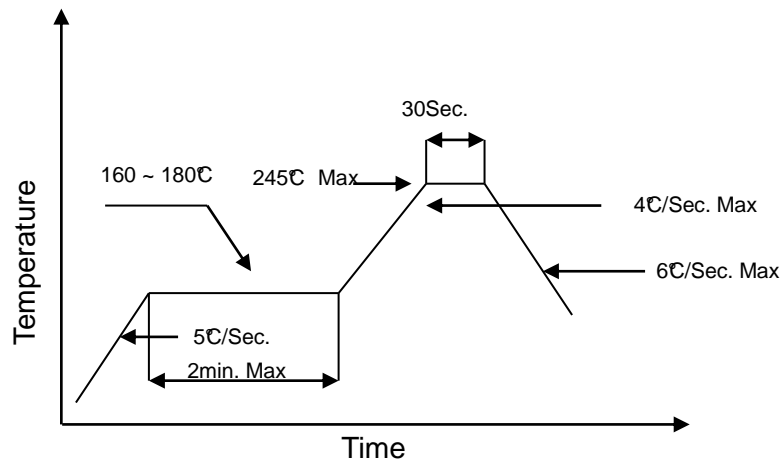 30Sec.
160 ~ 180℃
245℃ Max
4℃/Sec. Max
6℃/Sec. Max
5℃/Sec.
2min. Max
Temperature
Time